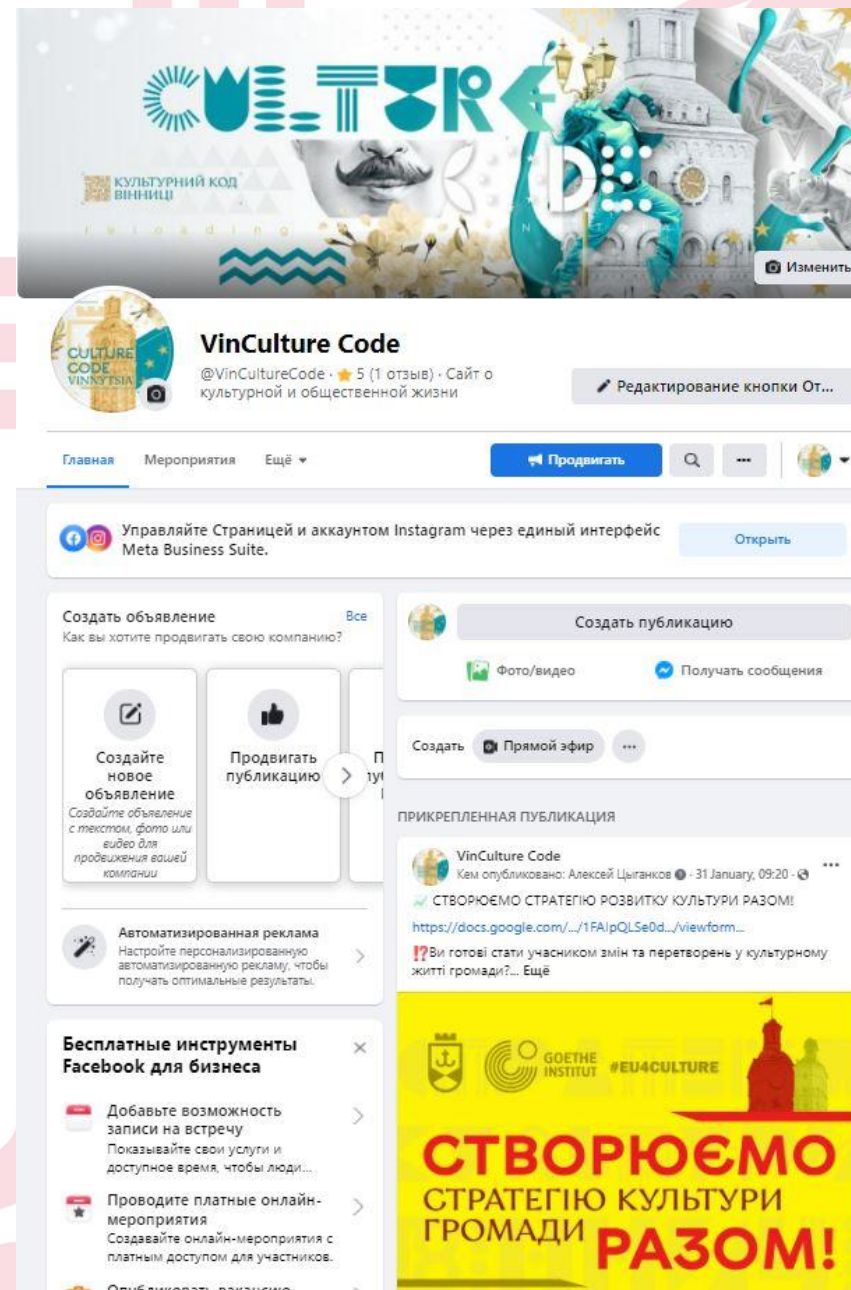 CULTURE
C DE
КУЛЬТУРНИЙ КОД
ВІННИЦІ
reloading
Изменить
CULTURE
CODE
VINNYTSIA
VinCulture Code
@VinCultureCode · 5 (1 отзыв) · Сайт о
культурной и общественной жизни
Редактирование кнопки От...
Главная
Мероприятия
Ещё
Продвигать
Управляйте Страницей и аккаунтом Instagram через единый интерфейс
Meta Business Suite.
Открыть
Создать объявление
Все
Как вы хотите продвигать свою компанию?
Создайте
новое
объявление
Создайте объявление
с текстом, фото или
видео для
продвижения вашей
компании
Продвигать
публикацию
Автоматизированная реклама
Настройте персонализированную
автоматизированную рекламу, чтобы
получать оптимальные результаты.
Бесплатные инструменты
Facebook для бизнеса
Добавьте возможность
записи на встречу
Показывайте свои услуги и
доступное время, чтобы люди...
Проводите платные онлайн-
мероприятия
Создавайте онлайн-мероприятия с
платным доступом для участников.
Опубликовать вакансию
Создать публикацию
Фото/видео
Получать сообщения
Создать
Прямой эфир
ПРИКРЕПЛЕННАЯ ПУБЛИКАЦИЯ
VinCulture Code
Кем опубликовано: Алексей Цыганков · 31 January, 09:20 ·
СТВОРЮЄМО СТРАТЕГІЮ РОЗВИТКУ КУЛЬТУРИ РАЗОМ!
https://docs.google.com/.../1FAIpQLSe0d.../viewform...
⁉Ви готові стати учасником змін та перетворень у культурному
житті громади?... Ещё
GOETHE
INSTITUT
#EU4CULTURE
СТВОРЮЄМО
СТРАТЕГІЮ КУЛЬТУРИ
ГРОМАДИ
РАЗОМ!